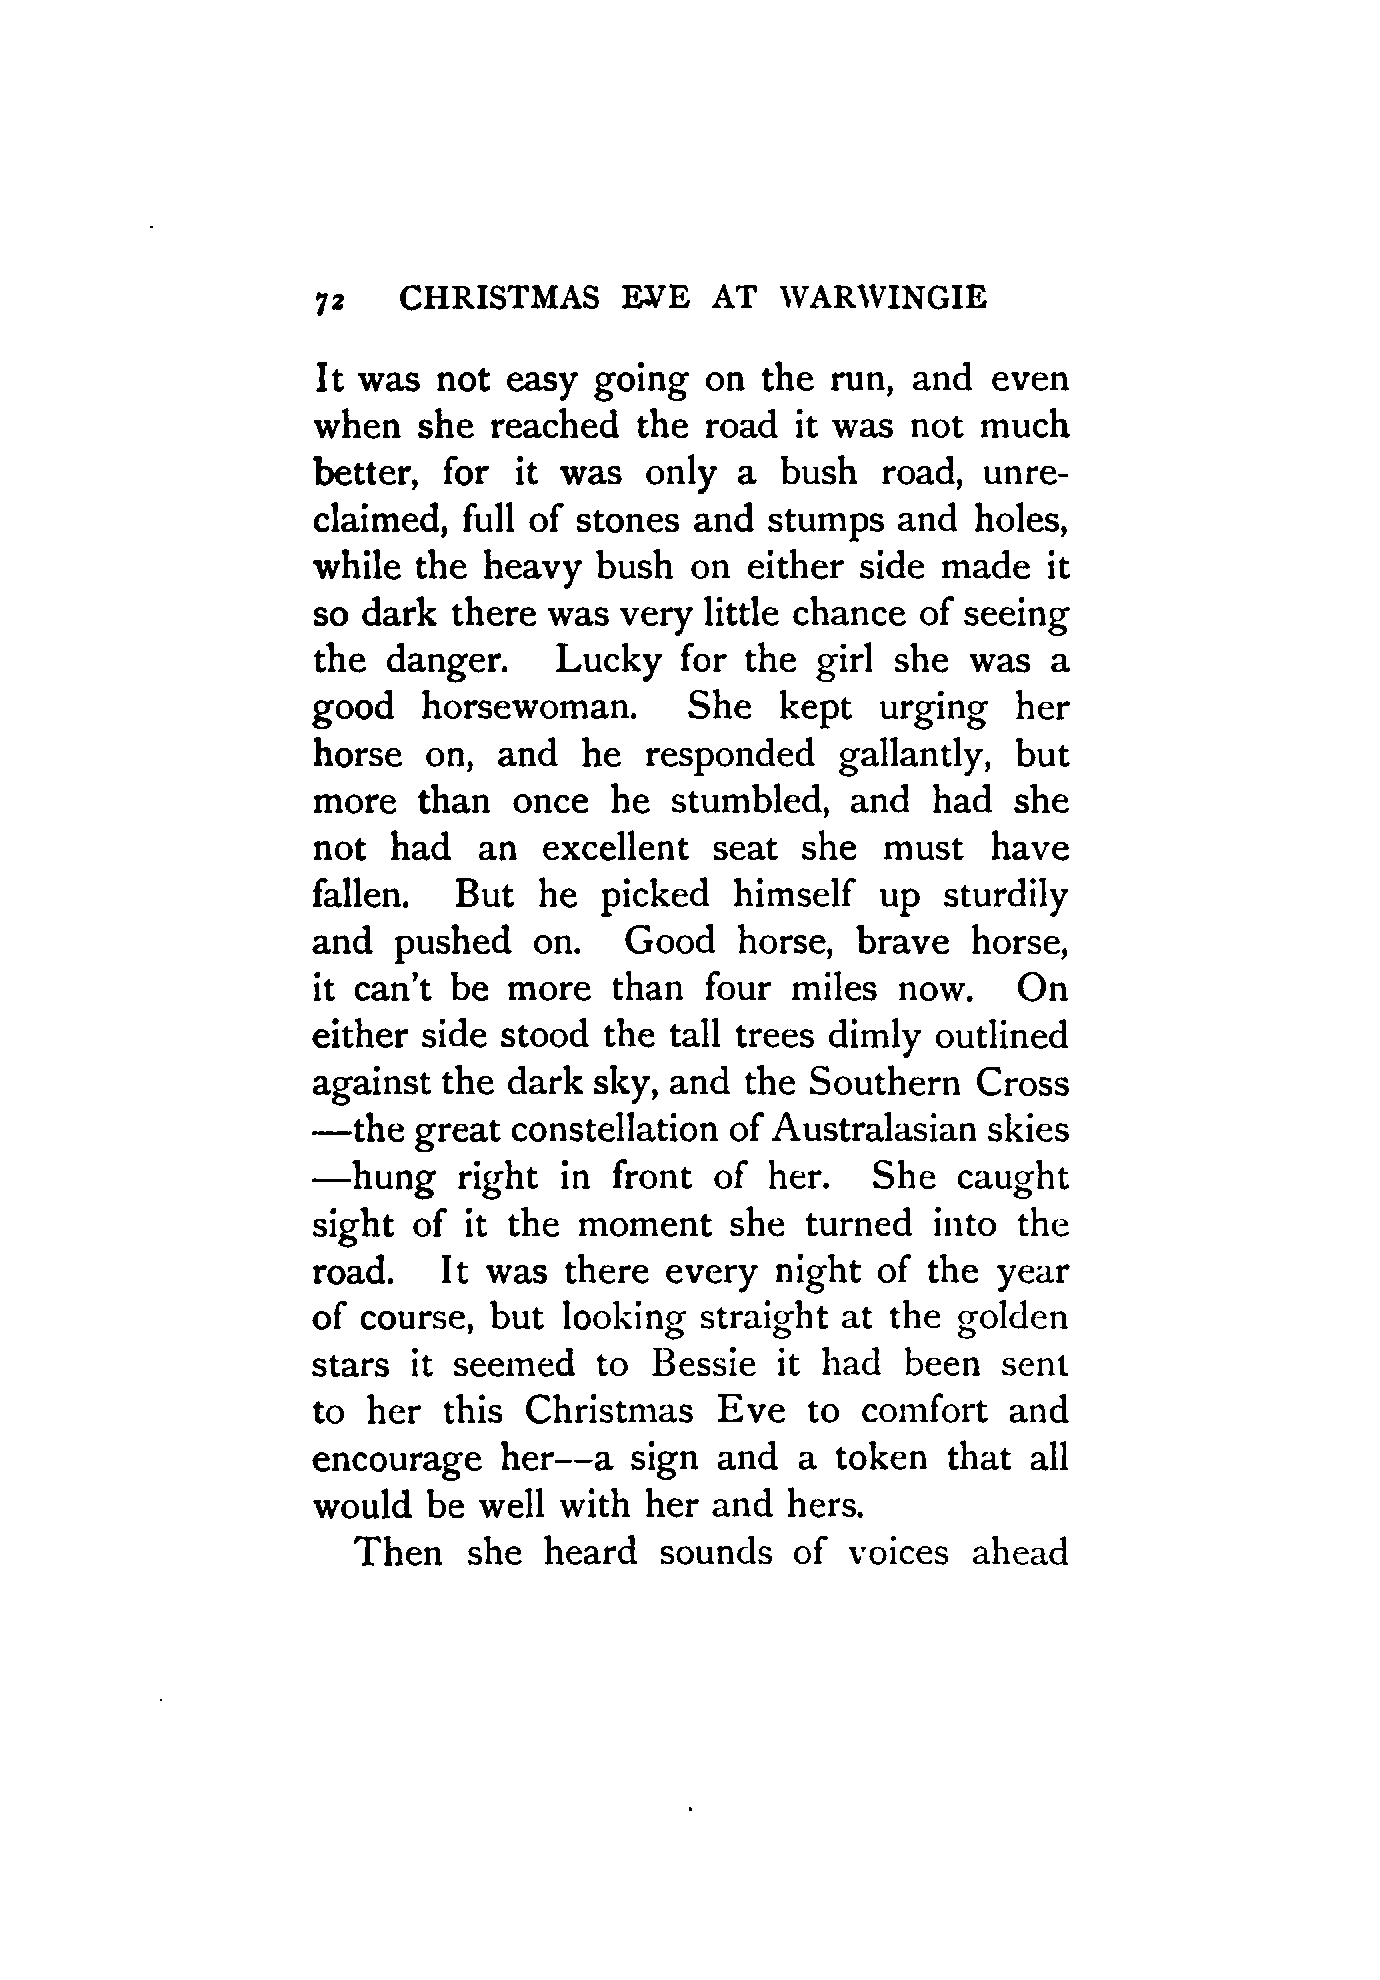 72 CHRISTMAS EVE AT WARWINGIE
It was not easy going on the run, and even
when she reached the road it was not much
better, for it was only a bush road, unre-
claimed, full of stones and stumps and holes,
while the heavy bush on either side made it
so dark there was very little chance of seeing
the danger. Lucky for the girl she was a
good horsewoman. She kept urging her
horse on, and he responded gallantly, but
more than once he stumbled, and had she
not had an excellent seat she must have
fallen. But he picked himself up sturdily
and pushed on. Good horse, brave horse,
it can't be more than four miles now. On
either side stood the tall trees dimly outlined
against the dark sky, and the Southern Cross
—the great constellation of Australasian skies
—hung right in front of her. She caught
sight of it the moment she turned into the
road. It was there every night of the year
of course, but looking straight at the golden
stars it seemed to Bessie it had been sent
to her this Christmas Eve to comfort and
encourage her—a sign and a token that all
would be well with her and hers.
Then she heard sounds of voices ahead